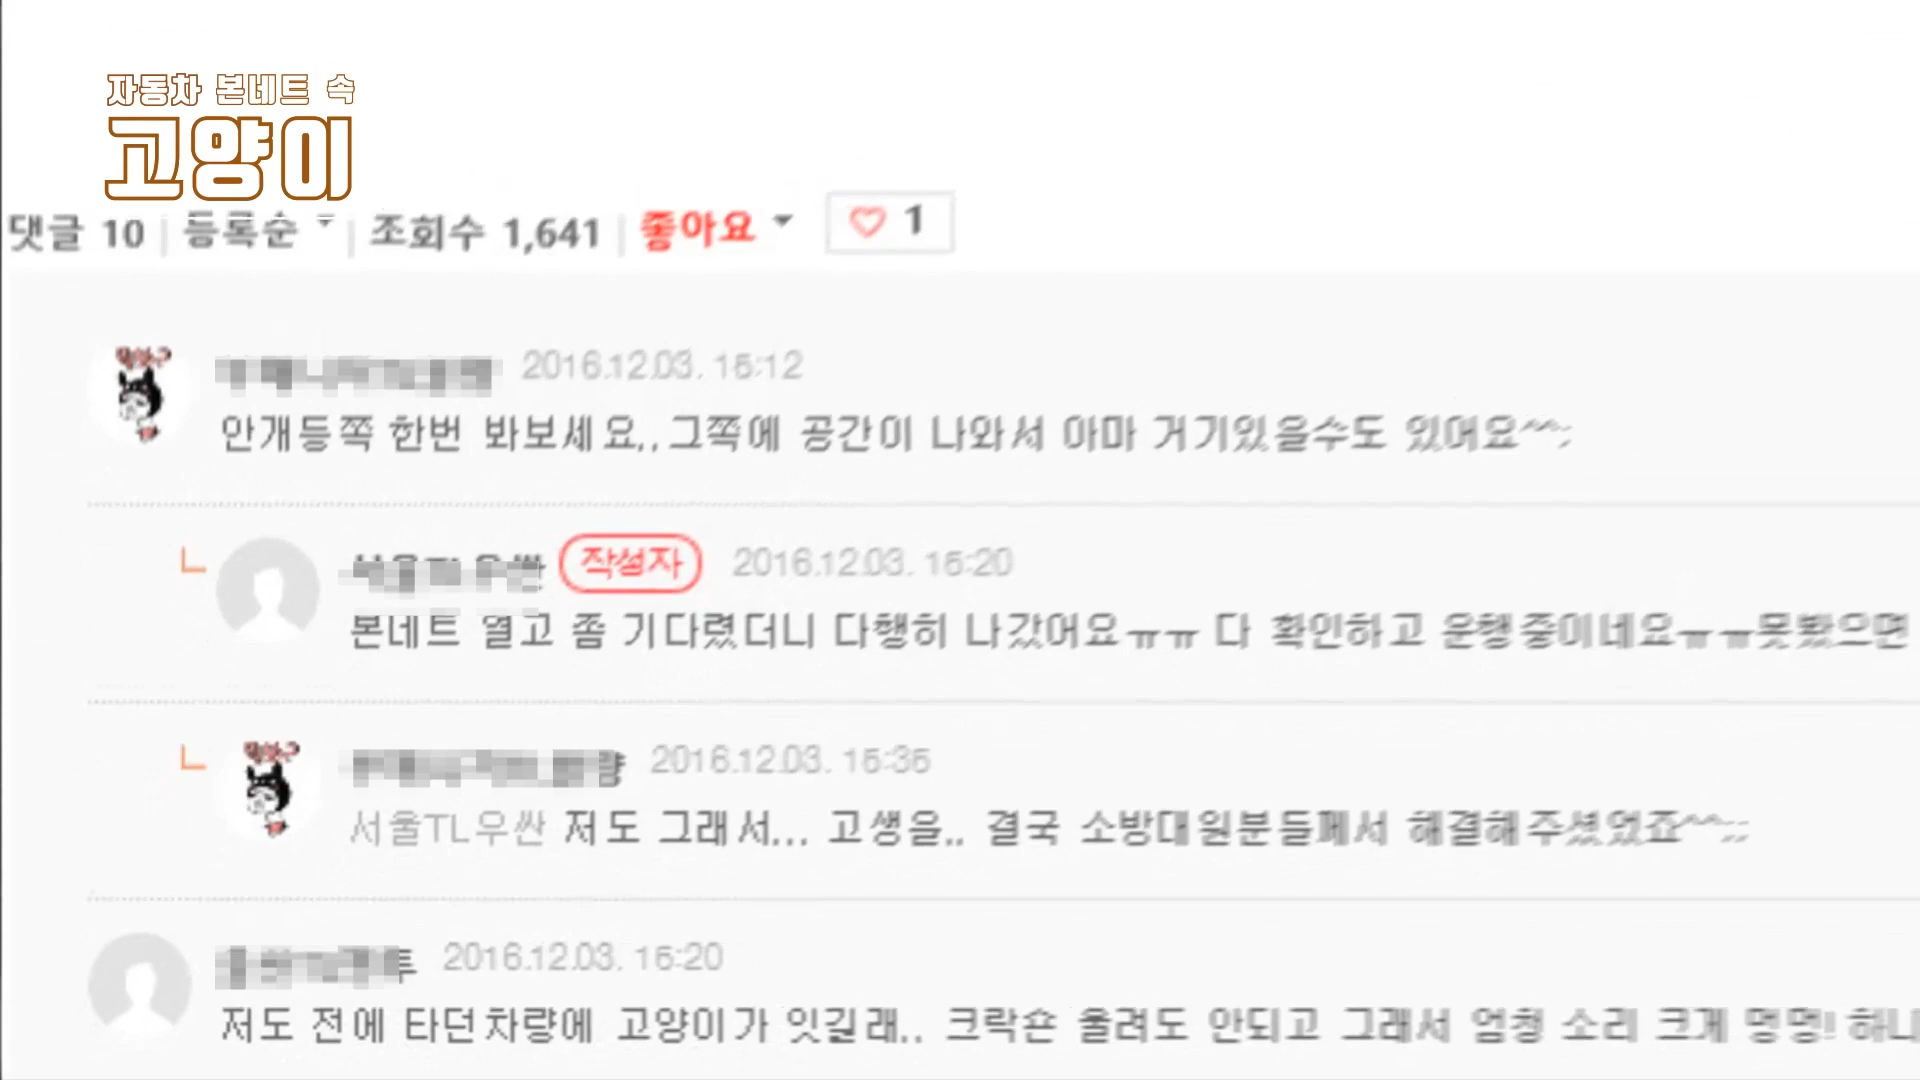 자동차 본네트 속
고양이
댓글 10 | 등록순 | 조회수 1,641 | 좋아요 ♡ 1
2016.12.03. 16:12
안개등쪽 한번 봐보세요,,그쪽에 공간이 나와서 아마 거기있을수도 있어요^^;
작성자 2016.12.03. 16:20
본네트 열고 좀 기다렸더니 다행히 나갔어요ㅠㅠ 다 확인하고 운행중이네요ㅠㅠ못봤으면
2016.12.03. 16:36
서울TL우싼 저도 그래서... 고생을.. 결국 소방대원분들께서 해결해주셨었죠^^;;
2016.12.03. 16:20
저도 전에 타던차량에 고양이가 잇길래.. 크락숀 울려도 안되고 그래서 엄청 소리 크게 멍멍! 하니